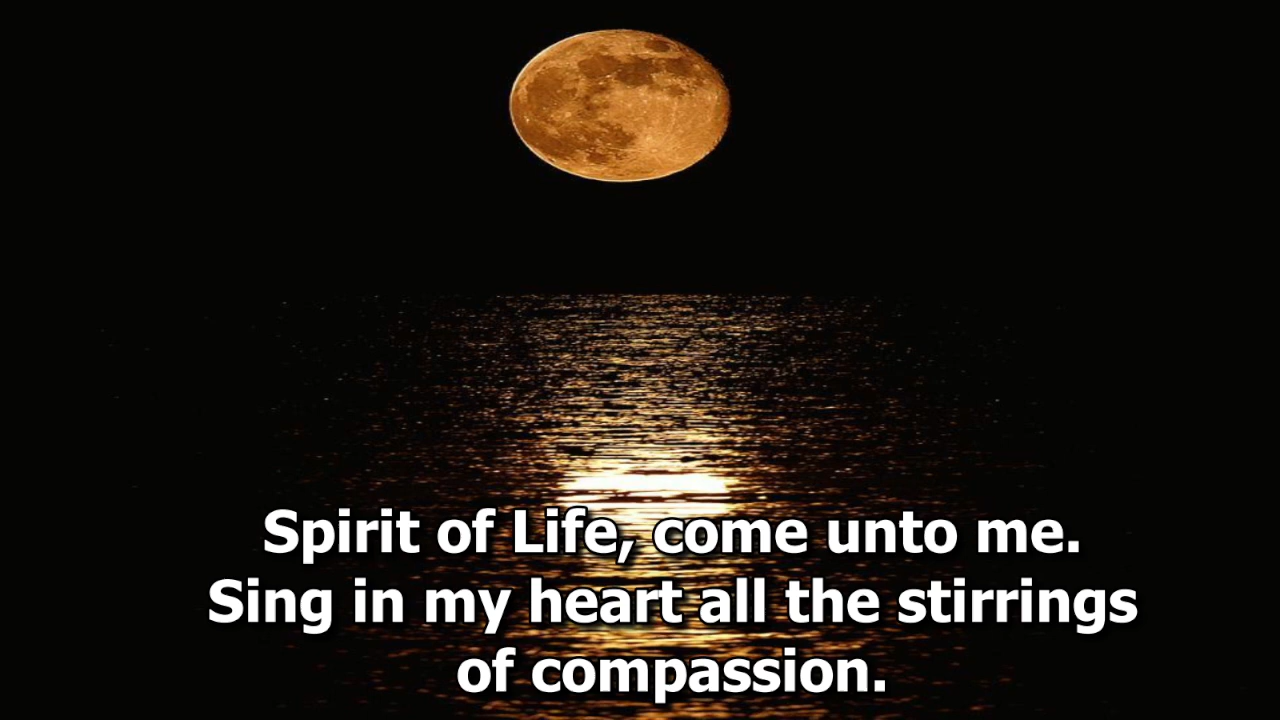 Spirit of Life, come unto me.
Sing in my heart all the stirrings
of compassion.